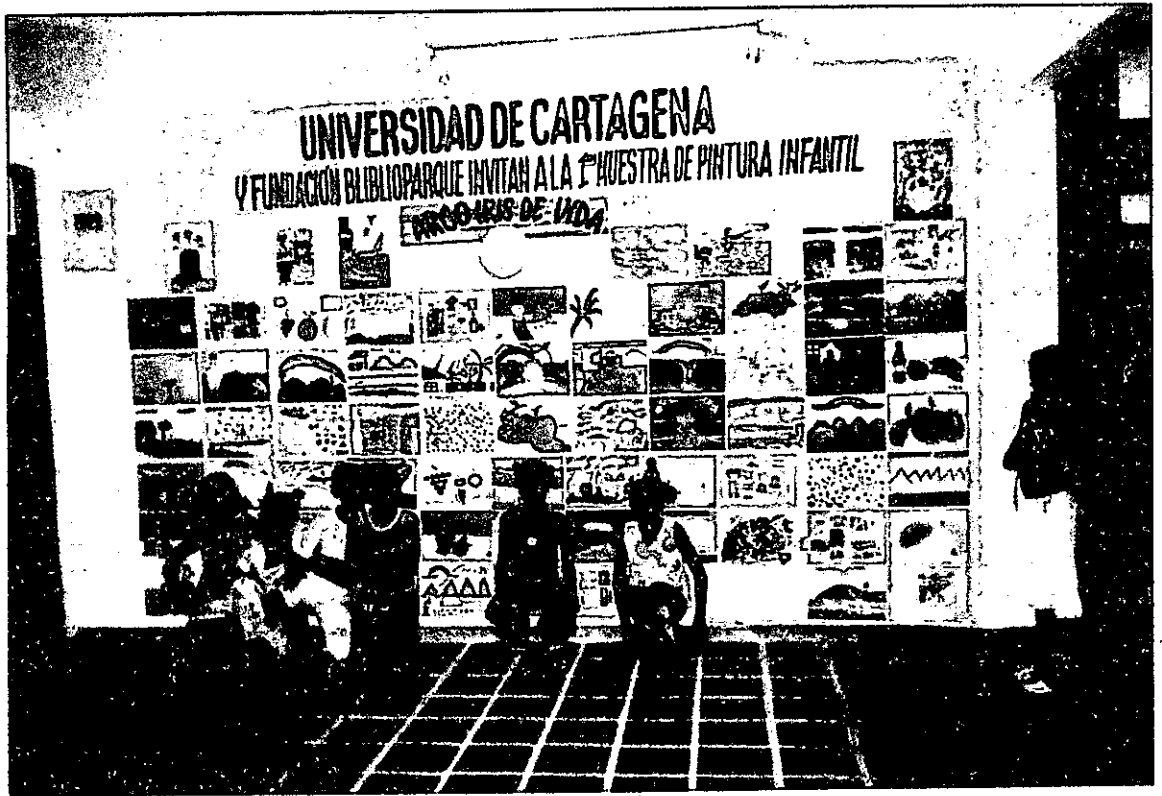 UNIVERSIDAD DE CARTAGENA
Y FUNDACIÓN BLIBLIOPARQUE INVITAN A LA 1ª MUESTRA DE PINTURA INFANTIL
ARCO-IRIS DE VIDA